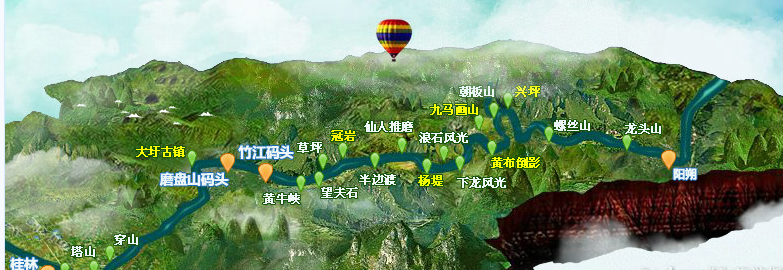 朝板山
兴坪
九马画山
仙人推磨
螺丝山
龙头山
冠岩
浪石风光
草坪
竹江码头
大圩古镇
黄布倒影
磨盘山码头
半边渡
杨堤
下龙风光
阳朔
望夫石
黄牛峡
穿山
塔山
桂林